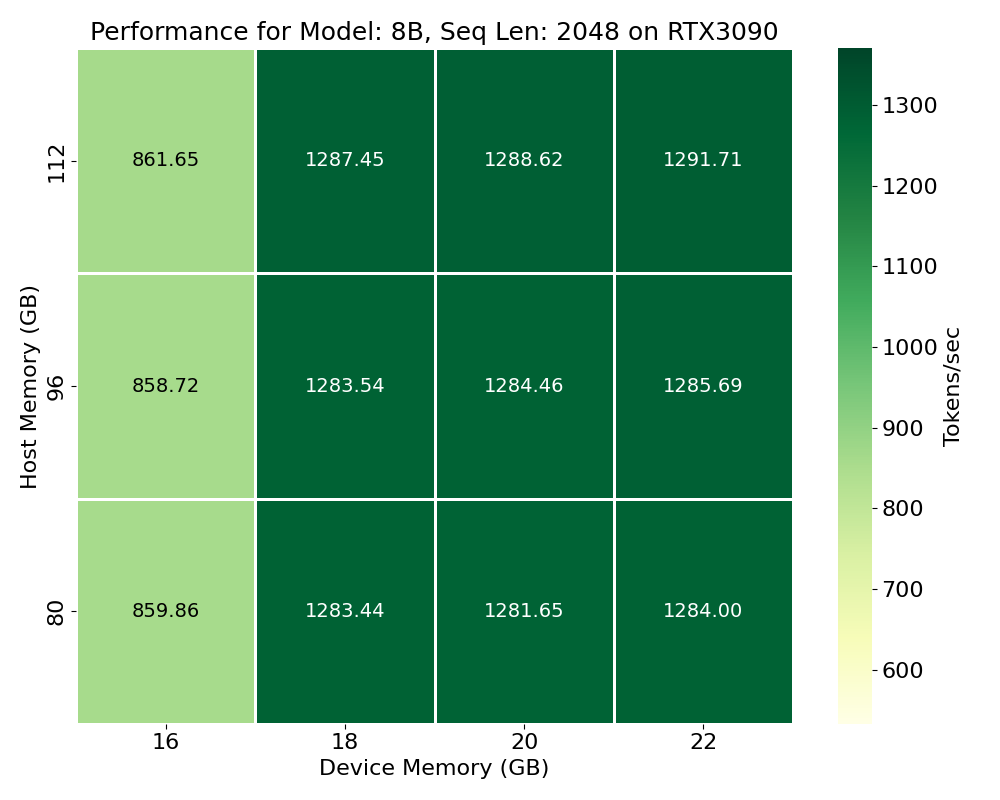 Performance for Model: 8B, Seq Len: 2048 on RTX3090
Host Memory (GB)
112
861.65 1287.45 1288.62 1291.71
96
858.72 1283.54 1284.46 1285.69
80
859.86 1283.44 1281.65 1284.00
16 18 20 22
Device Memory (GB)
1300
1200
1100
1000
900
800
700
600
Tokens/sec